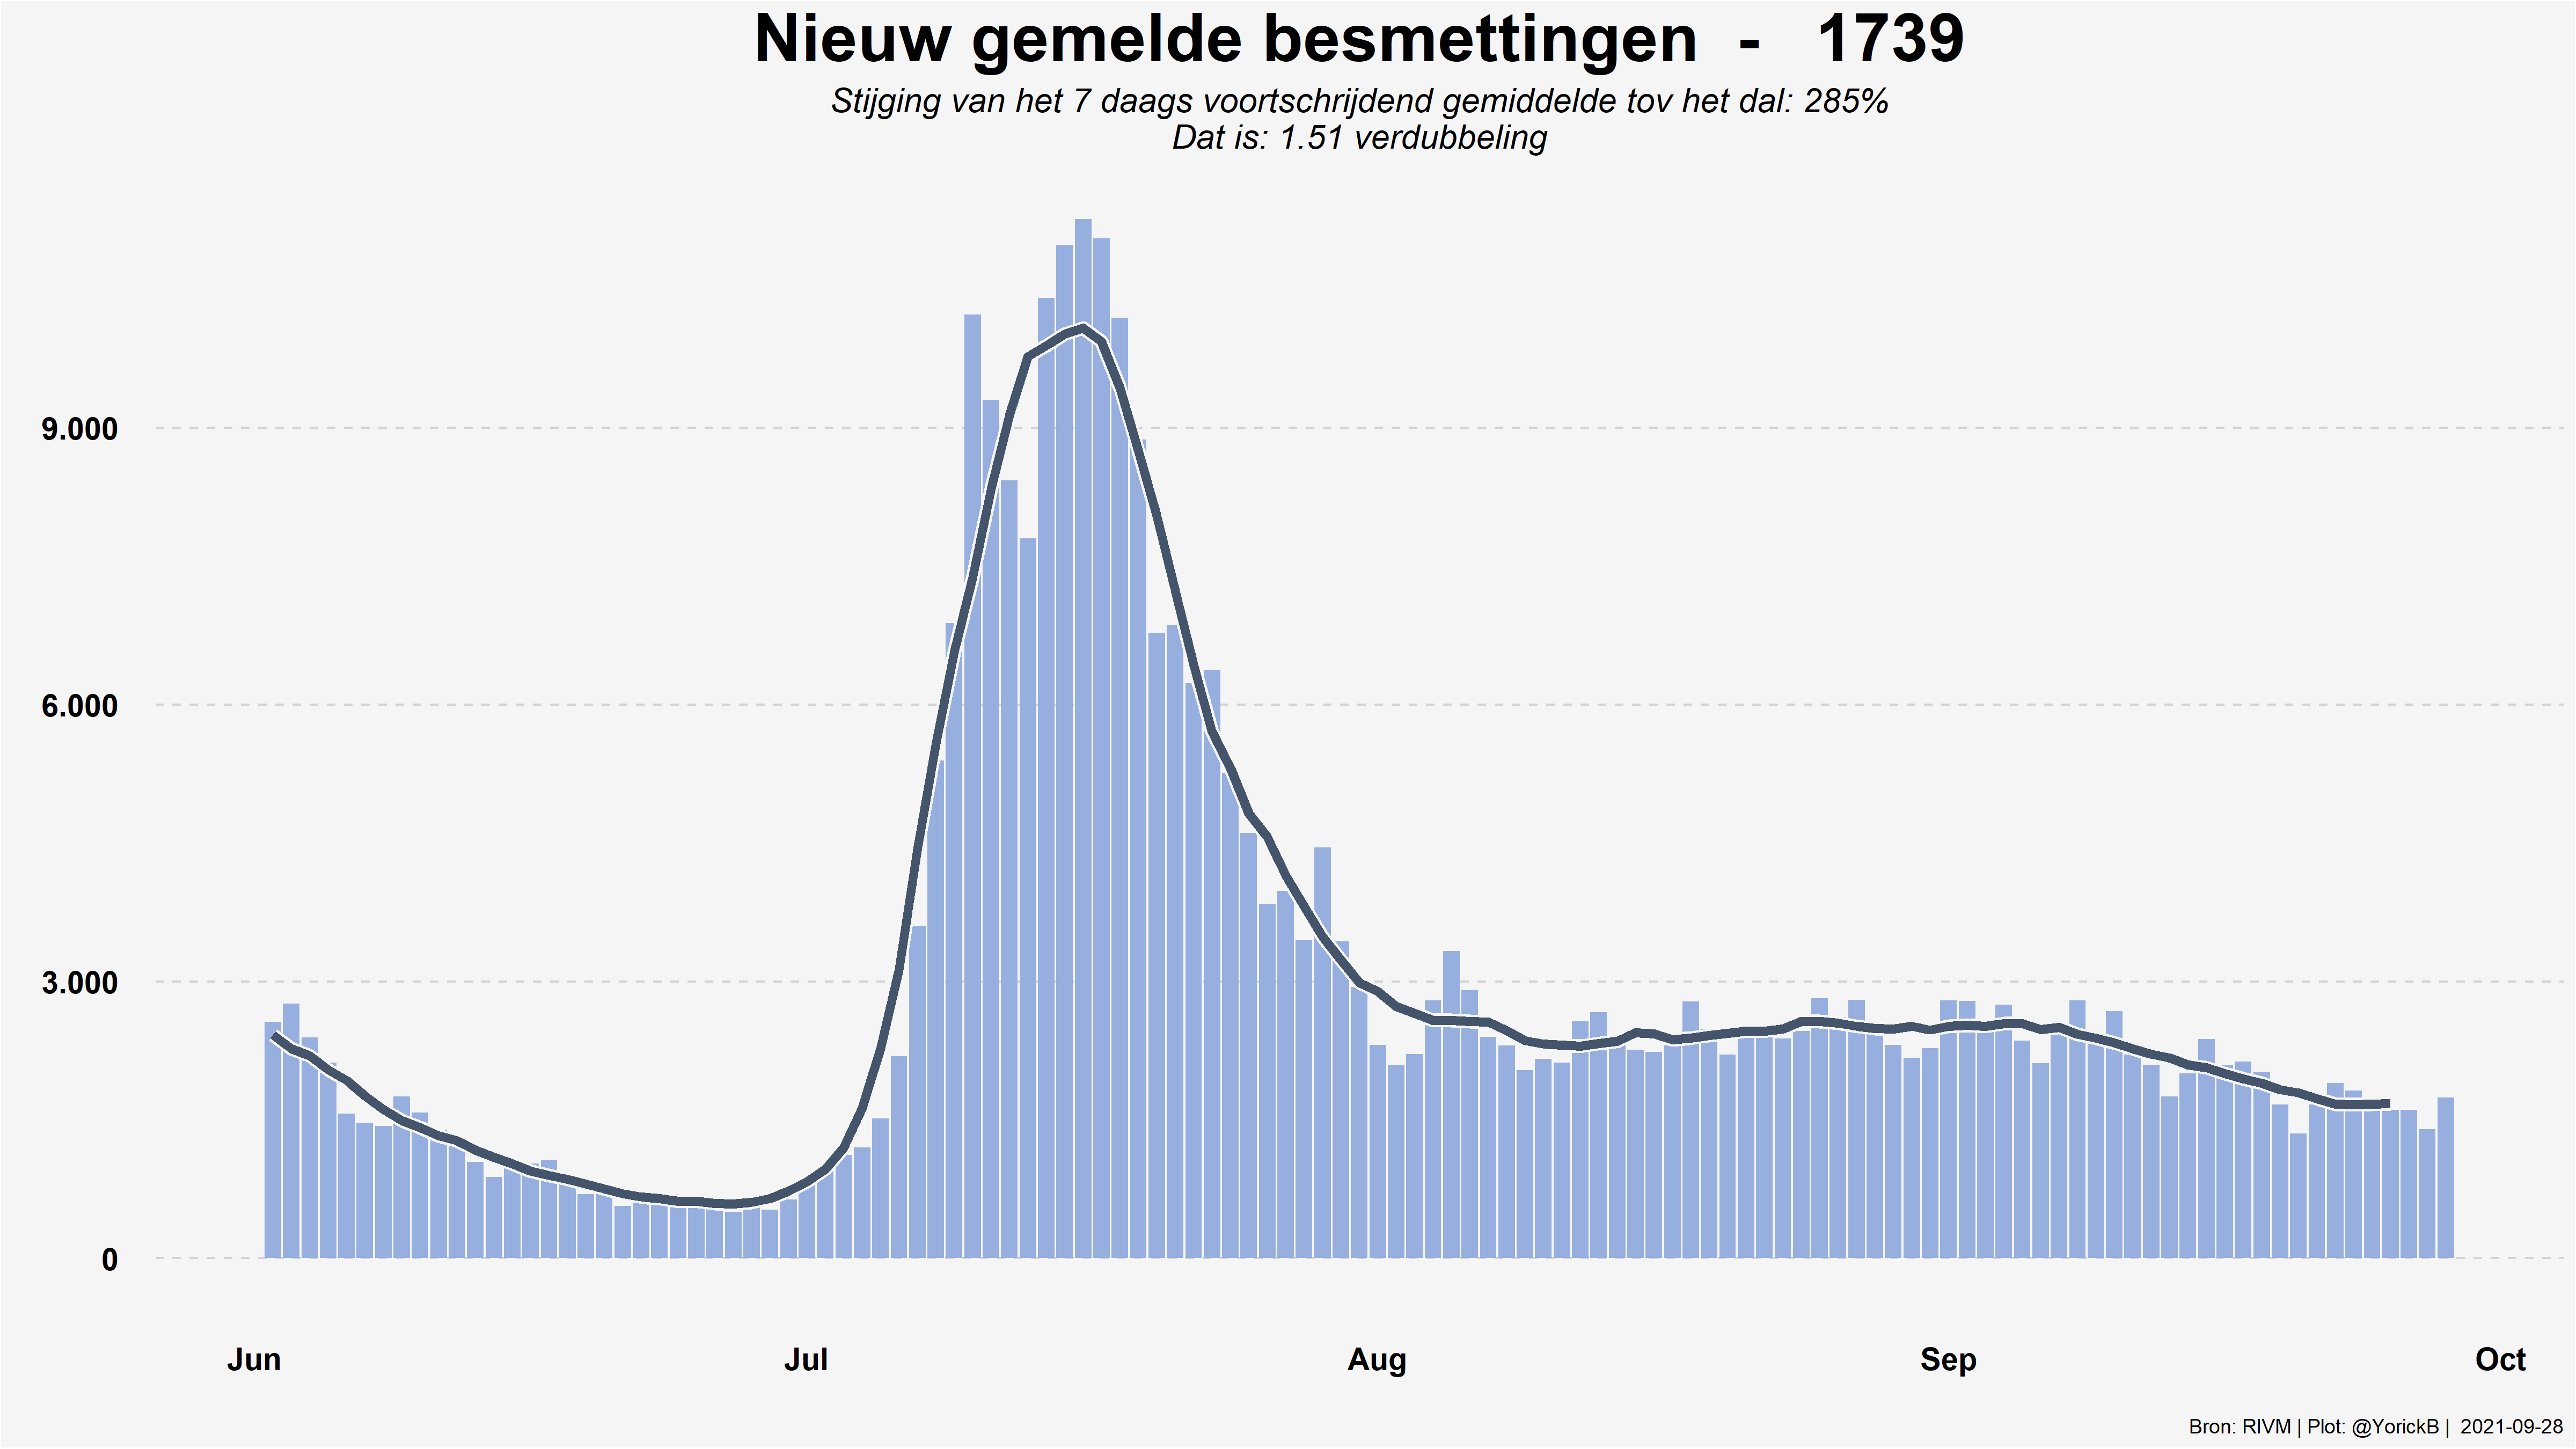 Nieuw gemelde besmettingen - 1739
Stijging van het 7 daags voortschrijdend gemiddelde tov het dal: 285%
Dat is: 1.51 verdubbeling
9.000
6.000
3.000
0
Jun Jul Aug Sep Oct
Bron: RIVM | Plot: @YorickB | 2021-09-28